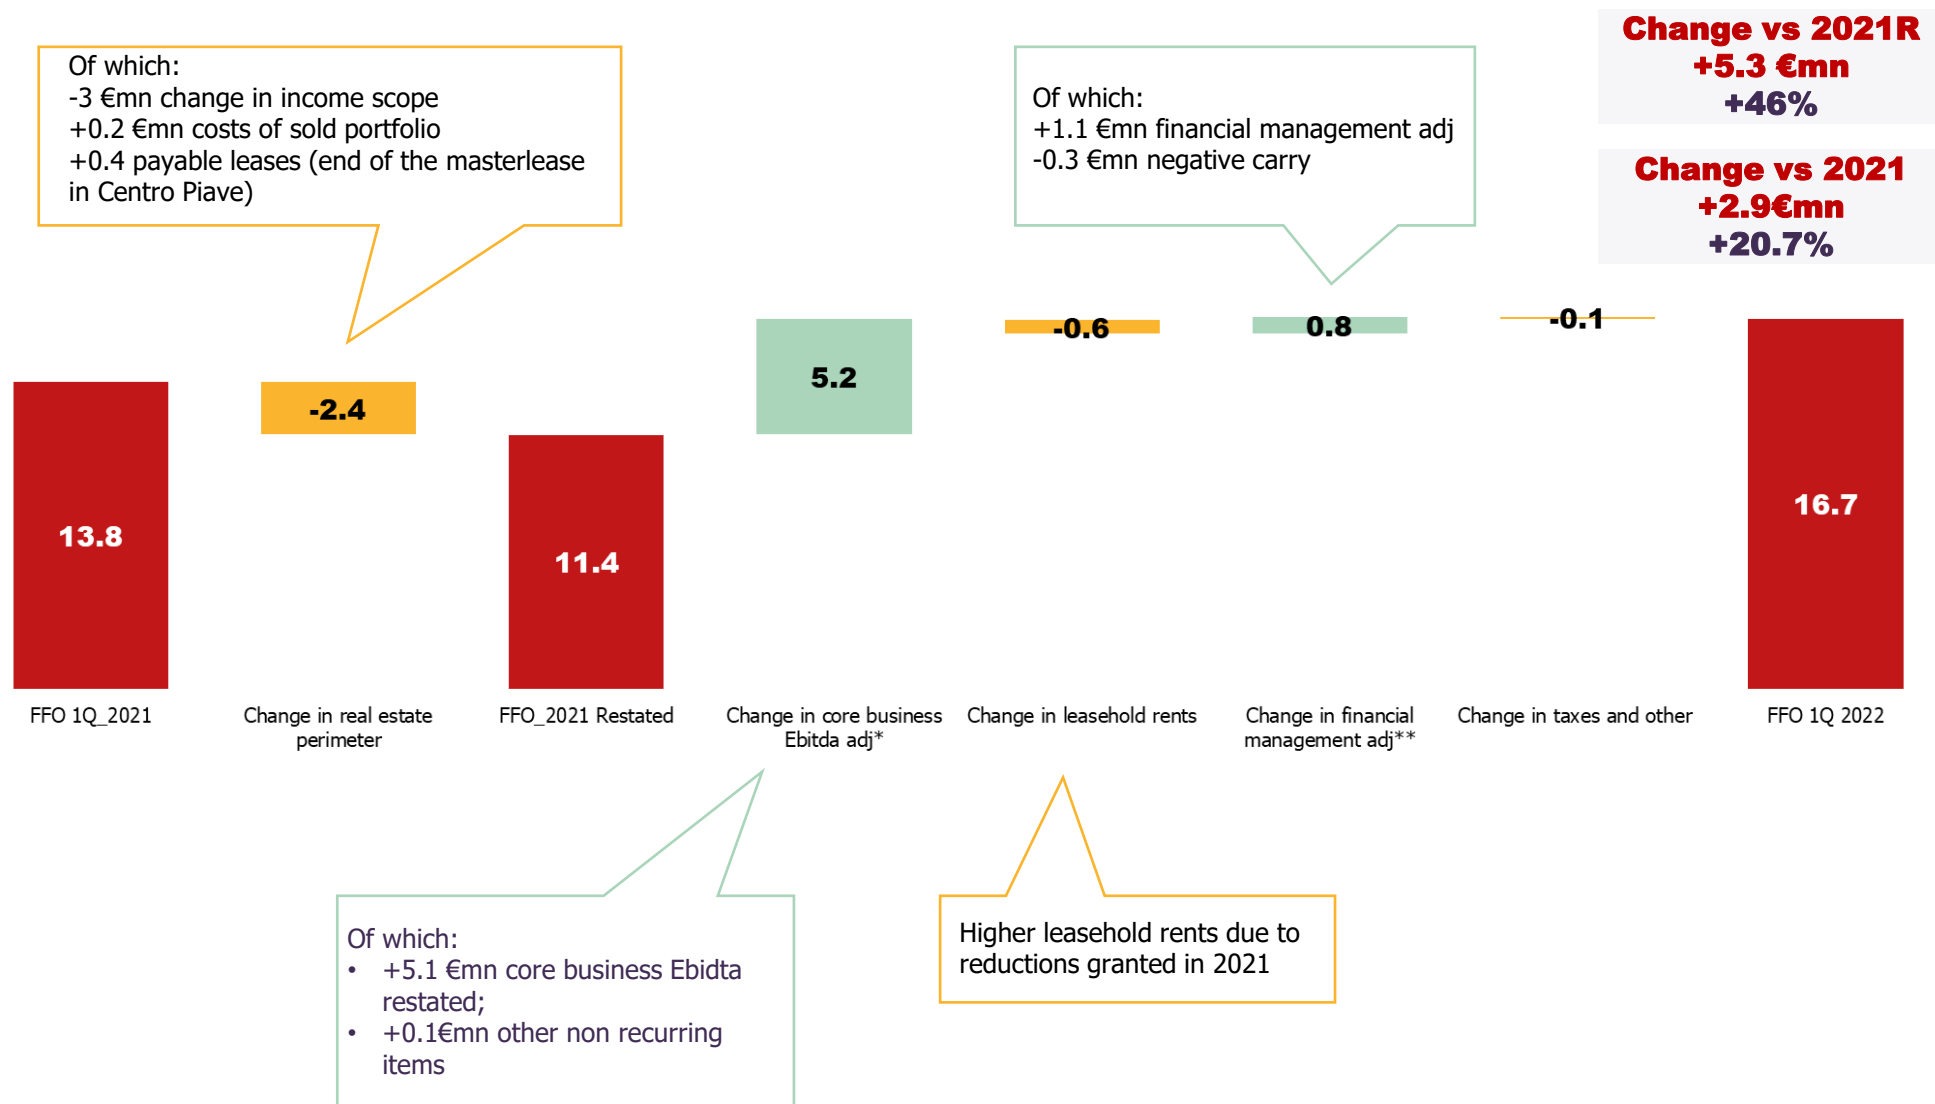 Change vs 2021R
+5.3 €mn
+46%
Change vs 2021
+2.9€mn
+20.7%
Of which:
-3 €mn change in income scope
+0.2 €mn costs of sold portfolio
+0.4 payable leases (end of the masterlease
in Centro Piave)
Of which:
+1.1 €mn financial management adj
-0.3 €mn negative carry
13.8
-2.4
11.4
5.2
-0.6
0.8
-0.1
16.7
FFO 1Q_2021
Change in real estate
perimeter
FFO_2021 Restated
Change in core business
Ebitda adj*
Change in leasehold rents
Change in financial
management adj**
Change in taxes and other
FFO 1Q 2022
Of which:
• +5.1 €mn core business Ebidta
restated;
• +0.1€mn other non recurring
items
Higher leasehold rents due to
reductions granted in 2021